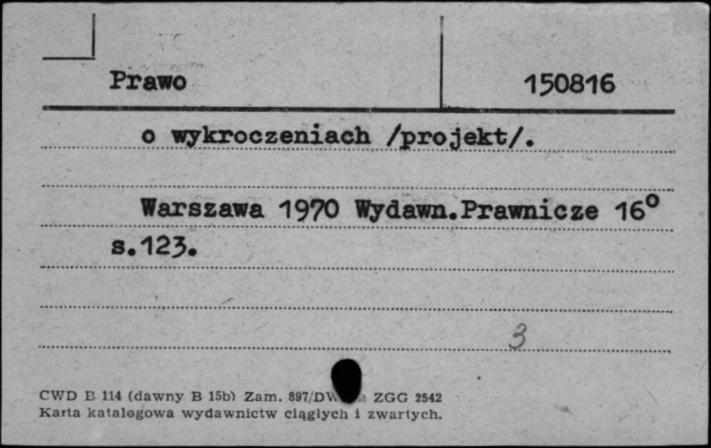 Prawo 150816
o wykroczeniach /projekt/.
Warszawa 1970 Wydawn.Prawnicze 16°
s.123.
3
CWD B 114 (dawny B 15b) Zam. 897/DW ZGG 2542
Karta katalogowa wydawnictw ciągłych i zwartych.